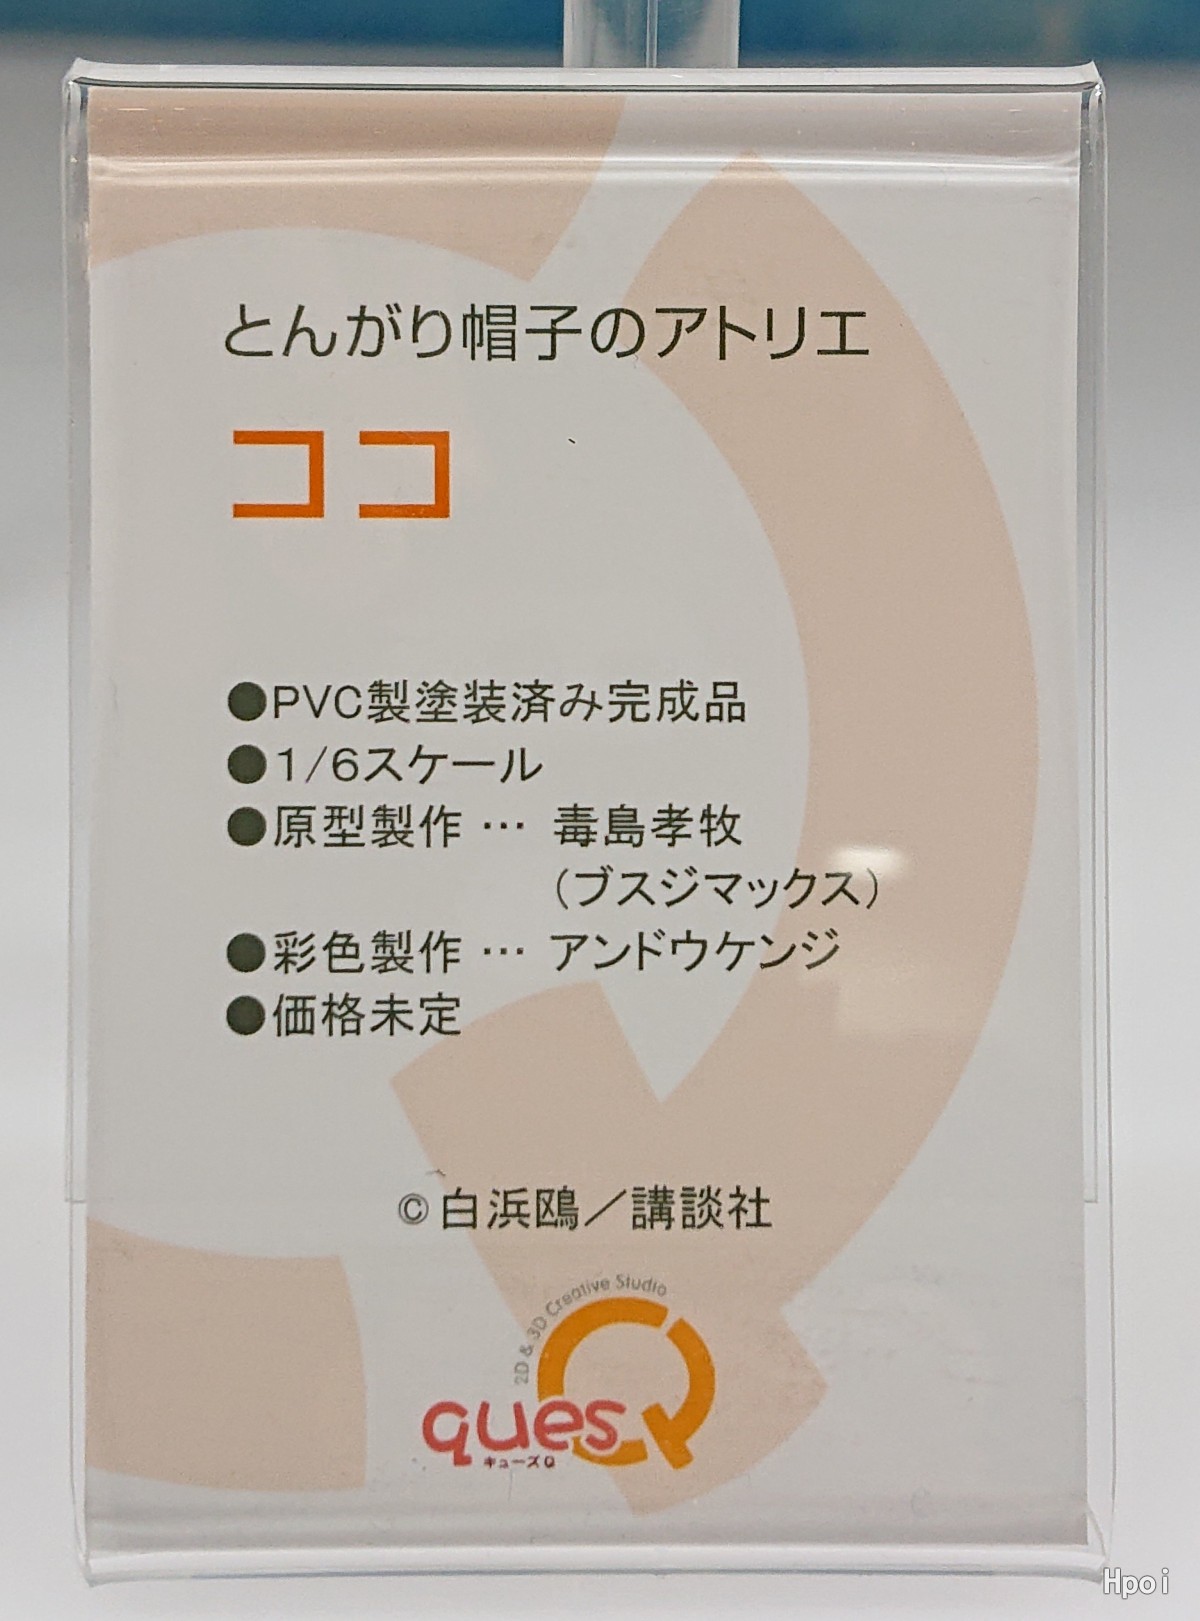 とんがり帽子のアトリエ
ココ
●PVC製塗装済み完成品
●1/6スケール
●原型製作 … 毒島孝牧
(ブスジマックス)
●彩色製作 … アンドウケンジ
●価格未定
© 白浜鴎／講談社
2D & 3D Creative Studio
quesQ
キューズQ
Hpoi